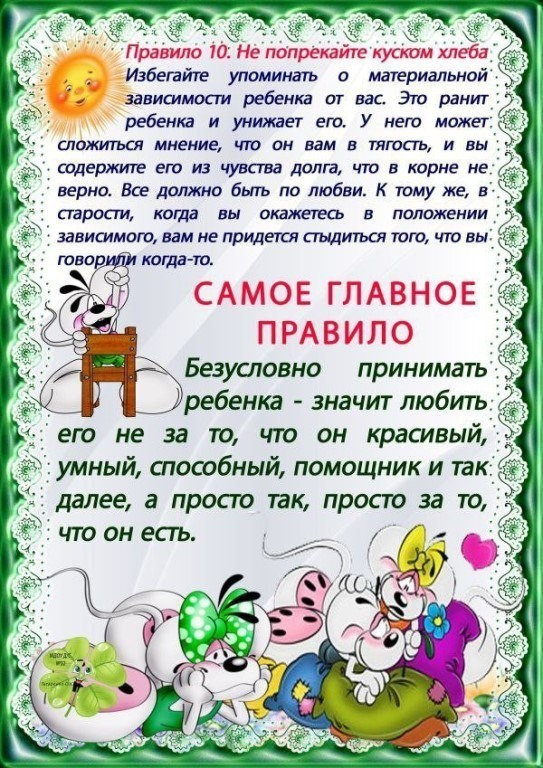 Правило 10. Не попрекайте куском хлеба
Избегайте упоминать о материальной
зависимости ребенка от вас. Это ранит
ребенка и унижает его. У него может
сложиться мнение, что он вам в тягость, и вы
содержите его из чувства долга, что в корне не
верно. Все должно быть по любви. К тому же, в
старости, когда вы окажетесь в положении
зависимого, вам не придется стыдиться того, что вы
говорили когда-то.
САМОЕ ГЛАВНОЕ
ПРАВИЛО
Безусловно принимать
ребенка - значит любить
его не за то, что он красивый,
умный, способный, помощник и так
далее, а просто так, просто за то,
что он есть.